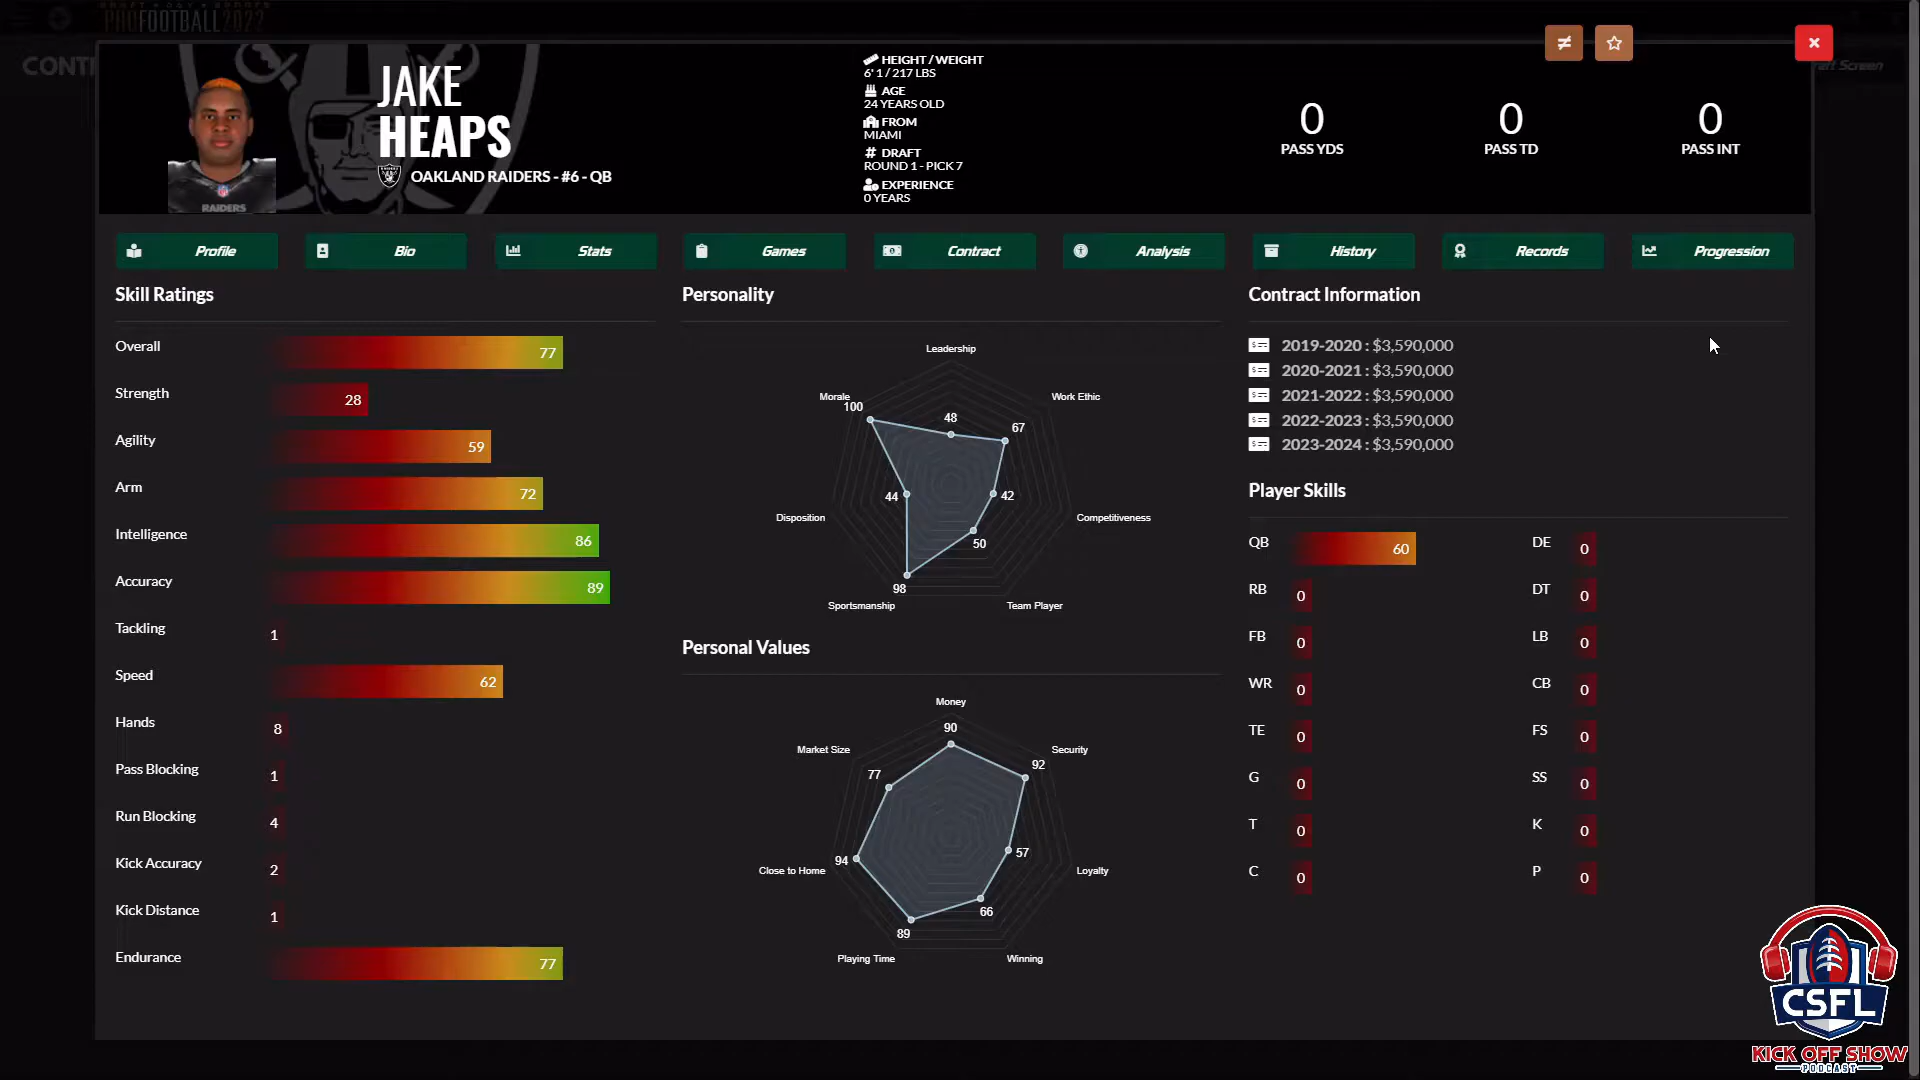 DRAFT DAY SPORTS
PRO FOOTBALL 2022
CONT
JAKE
HEAPS
OAKLAND RAIDERS - #6 - QB
RAIDERS
HEIGHT / WEIGHT
6' 1 / 217 LBS
AGE
24 YEARS OLD
FROM
MIAMI
DRAFT
ROUND 1 - PICK 7
EXPERIENCE
0 YEARS
0
PASS YDS
0
PASS TD
0
PASS INT
Screen
Profile
Bio
Stats
Games
Contract
Analysis
History
Records
Progression
Skill Ratings
Overall 77
Strength 28
Agility 59
Arm 72
Intelligence 86
Accuracy 89
Tackling 1
Speed 62
Hands 8
Pass Blocking 1
Run Blocking 4
Kick Accuracy 2
Kick Distance 1
Endurance 77
Personality
Leadership 48
Work Ethic 67
Competitiveness 42
Team Player 50
Sportsmanship 98
Disposition 44
Morale 100
Personal Values
Money 90
Security 92
Loyalty 57
Winning 66
Playing Time 89
Close to Home 94
Market Size 77
Contract Information
2019-2020 : $3,590,000
2020-2021 : $3,590,000
2021-2022 : $3,590,000
2022-2023 : $3,590,000
2023-2024 : $3,590,000
Player Skills
QB 60
RB 0
FB 0
WR 0
TE 0
G 0
T 0
C 0
DE 0
DT 0
LB 0
CB 0
FS 0
SS 0
K 0
P 0
CSFL
KICK OFF SHOW
PODCAST